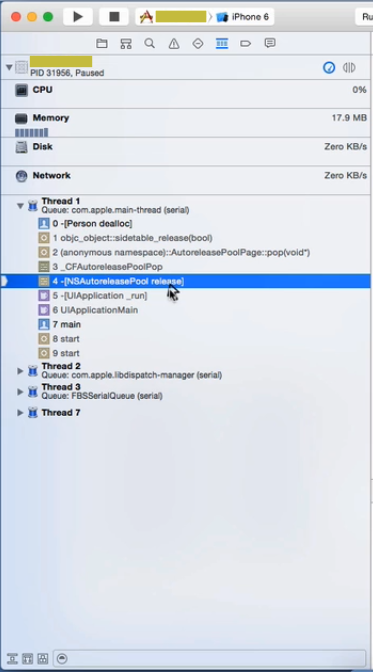 iPhone 6
Ru
PID 31956, Paused
CPU 0%
Memory 17.9 MB
Disk Zero KB/s
Network Zero KB/s
Thread 1
Queue: com.apple.main-thread (serial)
0 -[Person dealloc]
1 objc_object::sidetable_release(bool)
2 (anonymous namespace)::AutoreleasePoolPage::pop(void*)
3 _CFAutoreleasePoolPop
4 -[NSAutoreleasePool release]
5 -[UIApplication _run]
6 UIApplicationMain
7 main
8 start
9 start
Thread 2
Queue: com.apple.libdispatch-manager (serial)
Thread 3
Queue: FBSSerialQueue (serial)
Thread 7